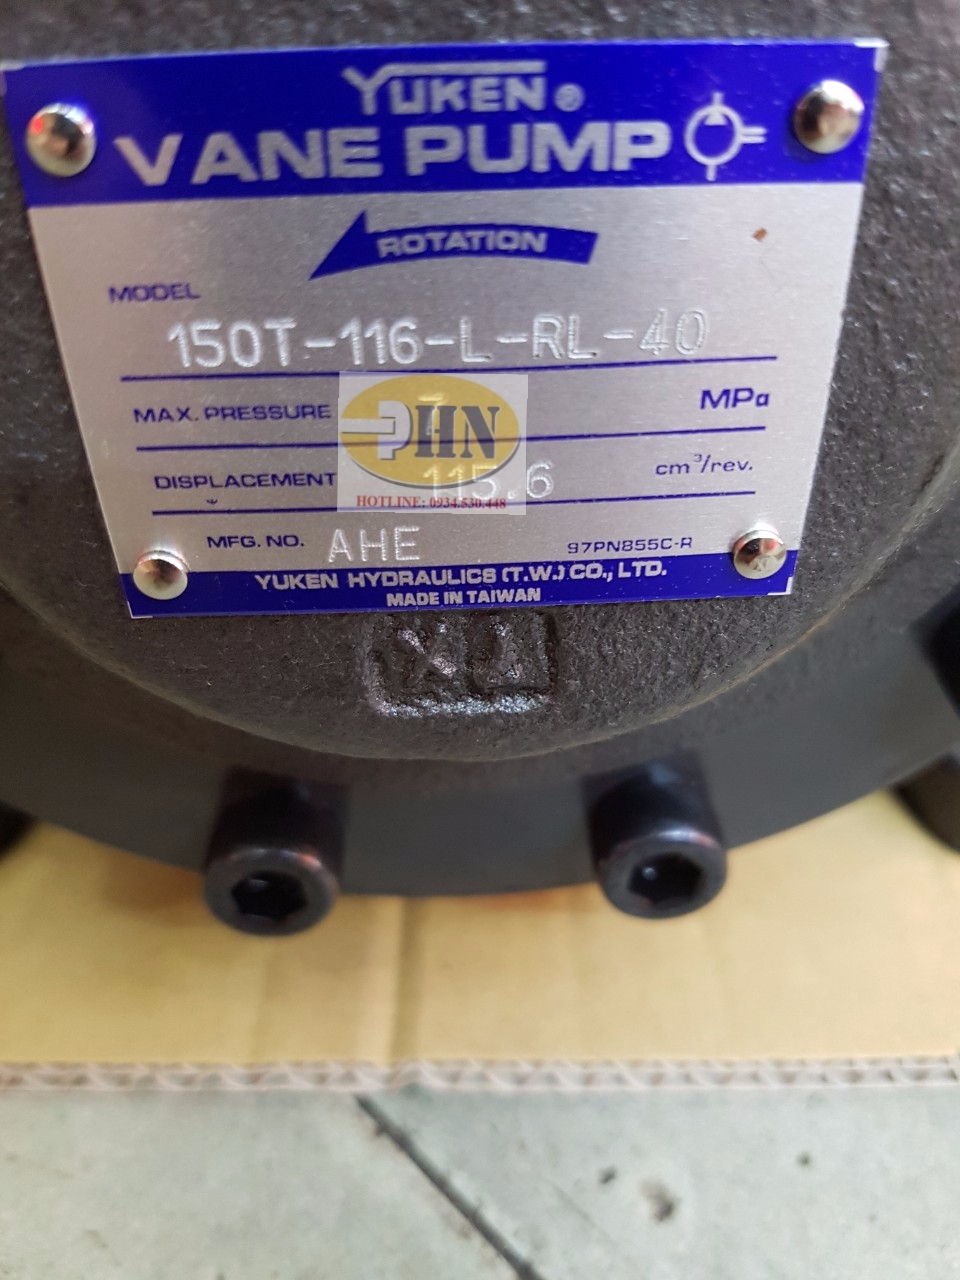 YUKEN®
VANE PUMP
ROTATION
MODEL
150T-116-L-RL-40
MAX. PRESSURE 7 MPa
PHN
DISPLACEMENT 115.6 cm³/rev.
HOTLINE: 0934.530.448
MFG. NO. AHE 97PN855C-R
YUKEN HYDRAULICS (T.W.) CO., LTD.
MADE IN TAIWAN